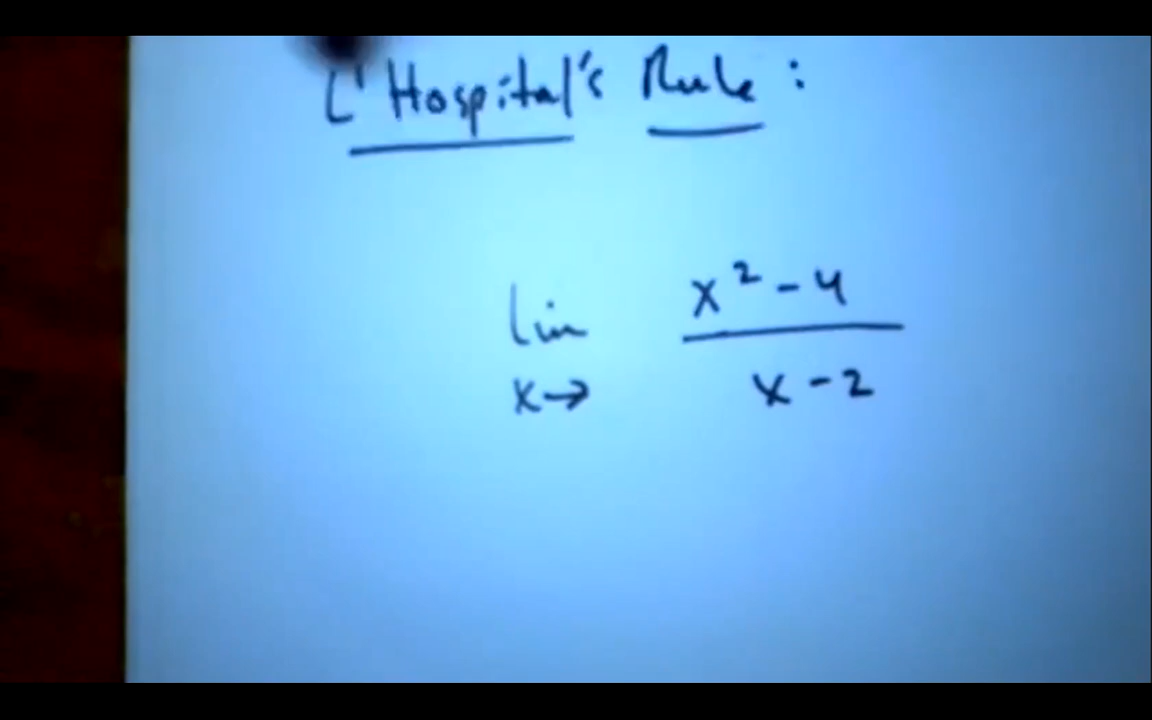 L'Hospital's Rule:
lim x→ (x² - 4) / (x - 2)